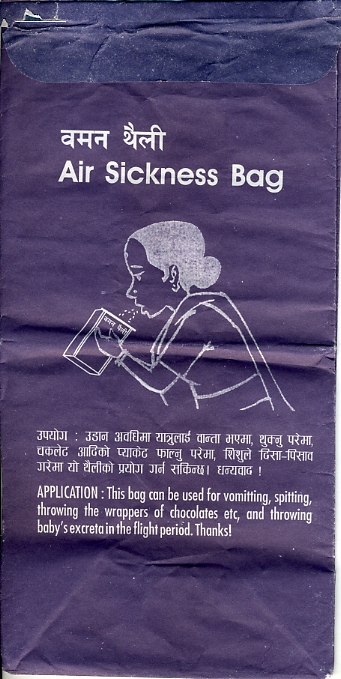 वमन थैली
Air Sickness Bag
वमन थैली
उपयोग : उडान अवधिमा यात्रुलाई वान्ता भएमा, थुक्नु परेमा,
चकलेट आदिको प्याकेट फाल्नु परेमा, शिशुले दिसा-पिसाव
गरेमा यो थैलीको प्रयोग गर्न सकिन्छ। धन्यवाद !
APPLICATION : This bag can be used for vomitting, spitting,
throwing the wrappers of chocolates etc, and throwing
baby's excreta in the flight period. Thanks!